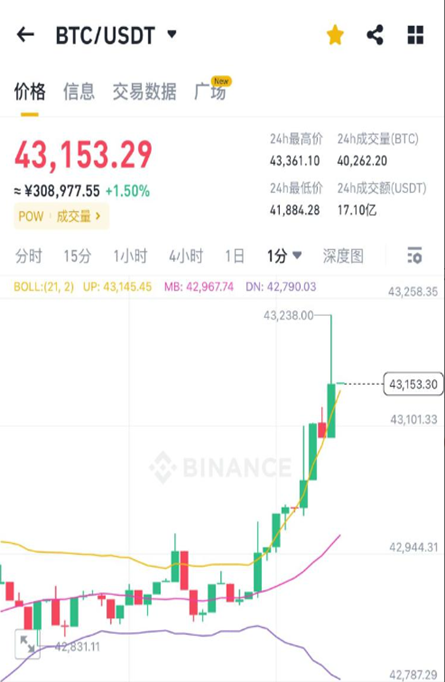 BTC/USDT
价格 信息 交易数据 广场 New
43,153.29
≈ ¥308,977.55 +1.50%
POW 成交量
24h最高价 24h成交量(BTC)
43,361.10 40,262.20
24h最低价 24h成交额(USDT)
41,884.28 17.10亿
分时 15分 1小时 4小时 1日 1分 深度图
BOLL:(21, 2) UP: 43,145.45 MB: 42,967.74 DN: 42,790.03
43,258.35
43,238.00
43,153.30
43,101.33
BINANCE
42,944.31
42,831.11
42,787.29